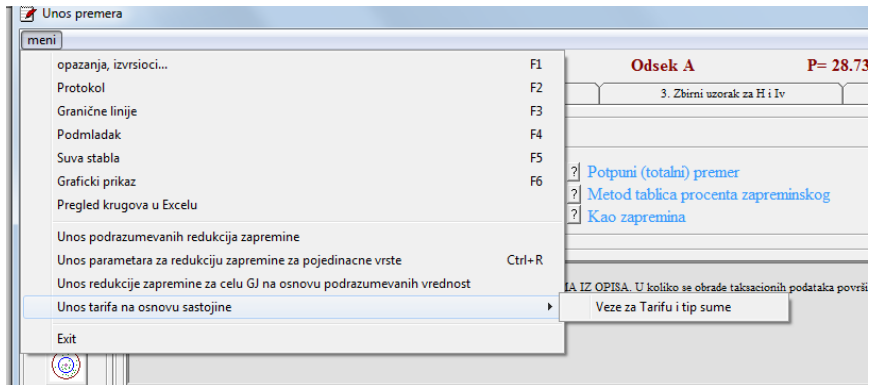 Unos premera
meni
opazanja, izvrsioci... F1
Protokol F2
Granične linije F3
Podmladak F4
Suva stabla F5
Graficki prikaz F6
Pregled krugova u Excelu
Unos podrazumevanih redukcija zapremine
Unos parametara za redukciju zapremine za pojedinacne vrste Ctrl+R
Unos redukcije zapremine za celu GJ na osnovu podrazumevanih vrednost
Unos tarifa na osnovu sastojine
Exit
Veze za Tarifu i tip sume
Odsek A P= 28.73
3. Zbirni uzorak za H i Iv
? Potpuni (totalni) premer
? Metod tablica procenta zapreminskog
? Kao zapremina
IZ OPISA. U koliko se obrade taksacionih podataka površi